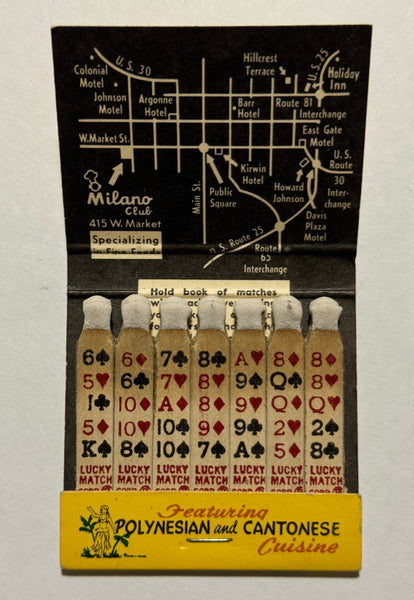 U. S. 30
Colonial
Motel
Johnson
Motel
Argonne
Hotel
Hillcrest
Terrace
U.S. 25
Holiday
Inn
Barr
Hotel
Route 81
Interchange
East Gate
Motel
W.Market St.
U.S.
Route
30
Inter-
change
Kirwin
Hotel
Howard
Johnson
Public
Square
Main St.
Davis
Plaza
Motel
U.S. Route 25
Route
65
Interchange
Milano
Club
415 W. Market
Specializing
in Fine Foods
Hold book of matches
6♣ 6♦ 7♣ 8♣ A♥ 8♦ 8♦
5♥ 6♣ 7♥ 8♥ 9♠ Q♠ Q♥
J♣ 10♦ A♦ 8♦ 9♣ Q♦ Q♥
5♦ 10♦ 10♣ 9♦ 9♥ 2♥ 2♠
K♠ 8♠ 10♠ 7♠ A♠ 5♦ 8♣
LUCKY LUCKY LUCKY LUCKY LUCKY LUCKY LUCKY
MATCH MATCH MATCH MATCH MATCH MATCH MATCH
Featuring
POLYNESIAN and CANTONESE
Cuisine